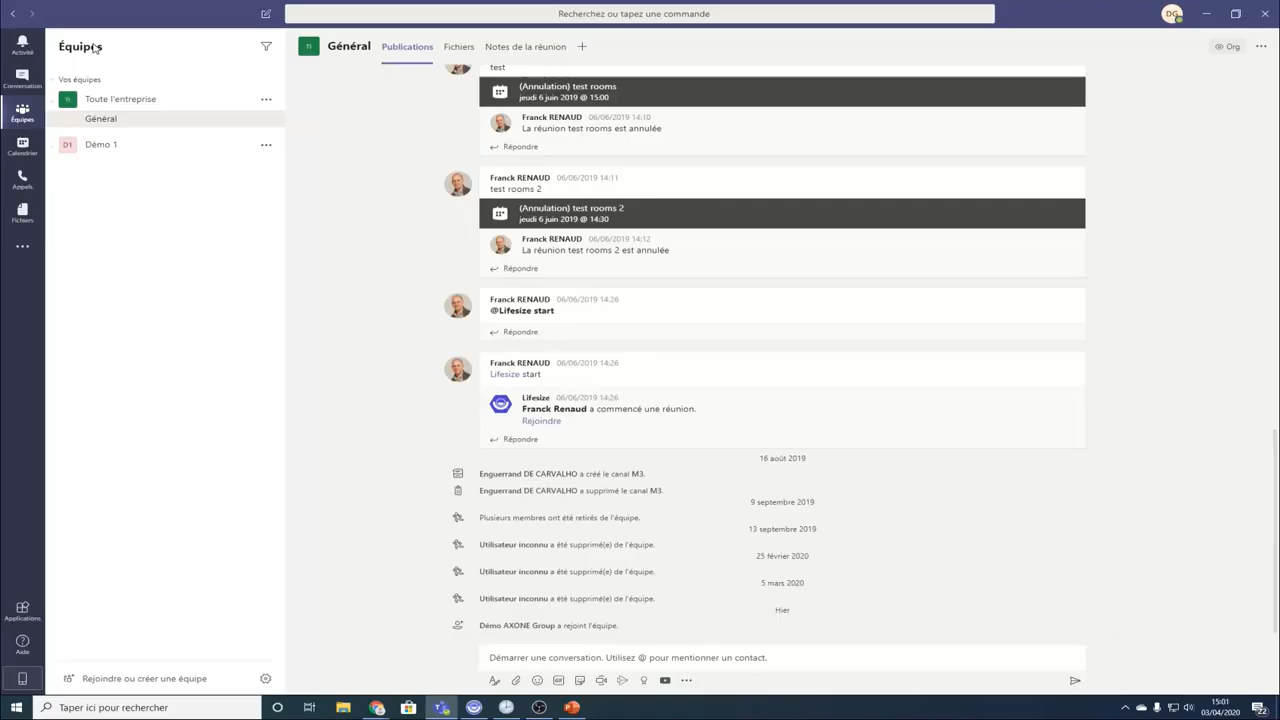 Recherchez ou tapez une commande
DG
Activité
Conversation
Équipes
Calendrier
Appels
Fichiers
Applications
Aide
Équipes
Vos équipes
TI
Toute l'entreprise
Général
D1
Démo 1
Rejoindre ou créer une équipe
TI
Général
Publications
Fichiers
Notes de la réunion
Org
test
(Annulation) test rooms
jeudi 6 juin 2019 @ 15:00
Franck RENAUD 06/06/2019 14:10
La réunion test rooms est annulée
Répondre
Franck RENAUD 06/06/2019 14:11
test rooms 2
(Annulation) test rooms 2
jeudi 6 juin 2019 @ 14:30
Franck RENAUD 06/06/2019 14:12
La réunion test rooms 2 est annulée
Répondre
Franck RENAUD 06/06/2019 14:26
@Lifesize start
Répondre
Franck RENAUD 06/06/2019 14:26
Lifesize start
Lifesize 06/06/2019 14:26
Franck Renaud a commencé une réunion.
Rejoindre
Répondre
16 août 2019
Enguerrand DE CARVALHO a créé le canal M3.
Enguerrand DE CARVALHO a supprimé le canal M3.
9 septembre 2019
Plusieurs membres ont été retirés de l'équipe.
13 septembre 2019
Utilisateur inconnu a été supprimé(e) de l'équipe.
25 février 2020
Utilisateur inconnu a été supprimé(e) de l'équipe.
5 mars 2020
Utilisateur inconnu a été supprimé(e) de l'équipe.
Hier
Démo AXONE Group a rejoint l'équipe.
Démarrer une conversation. Utilisez @ pour mentionner un contact.
GIF
Taper ici pour rechercher
15:01
03/04/2020
22